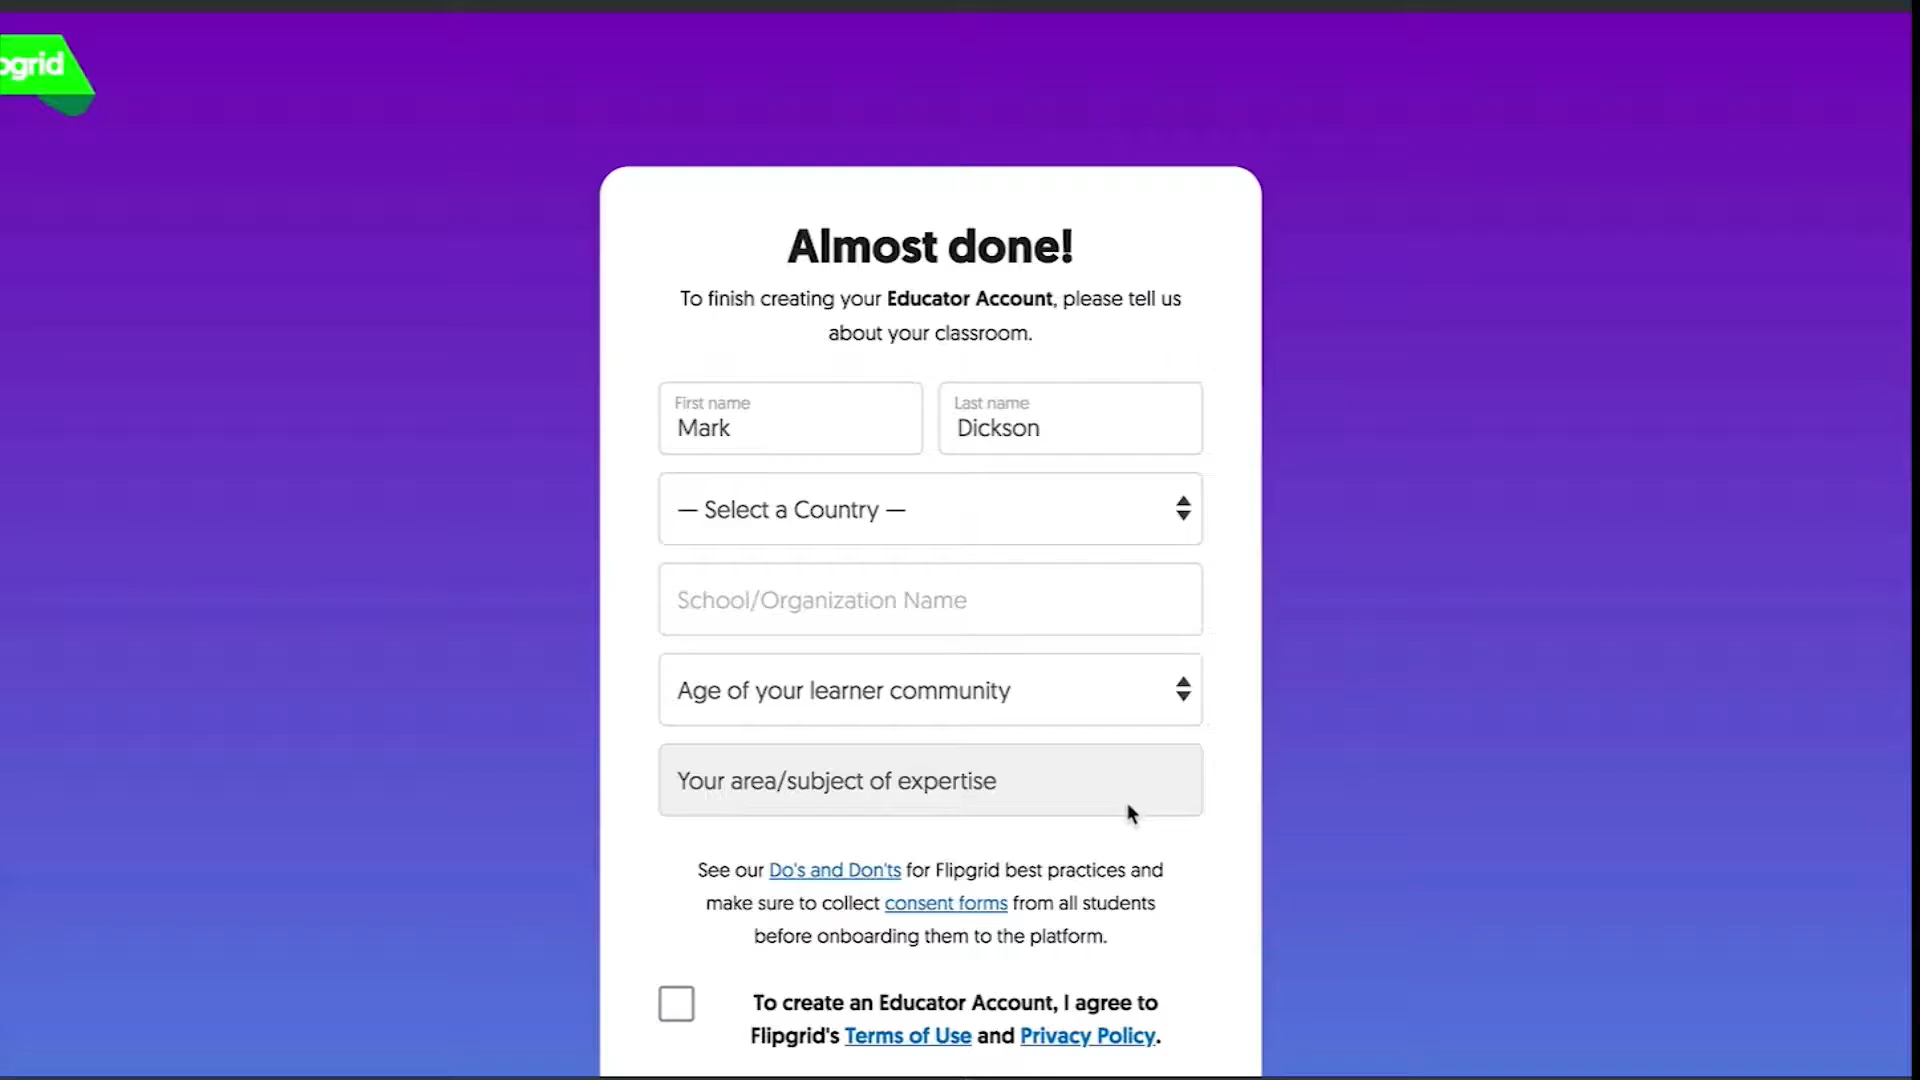 pgrid
Almost done!
To finish creating your Educator Account, please tell us
about your classroom.
First name
Mark
Last name
Dickson
— Select a Country —
School/Organization Name
Age of your learner community
Your area/subject of expertise
See our Do's and Don'ts for Flipgrid best practices and
make sure to collect consent forms from all students
before onboarding them to the platform.
To create an Educator Account, I agree to
Flipgrid's Terms of Use and Privacy Policy.